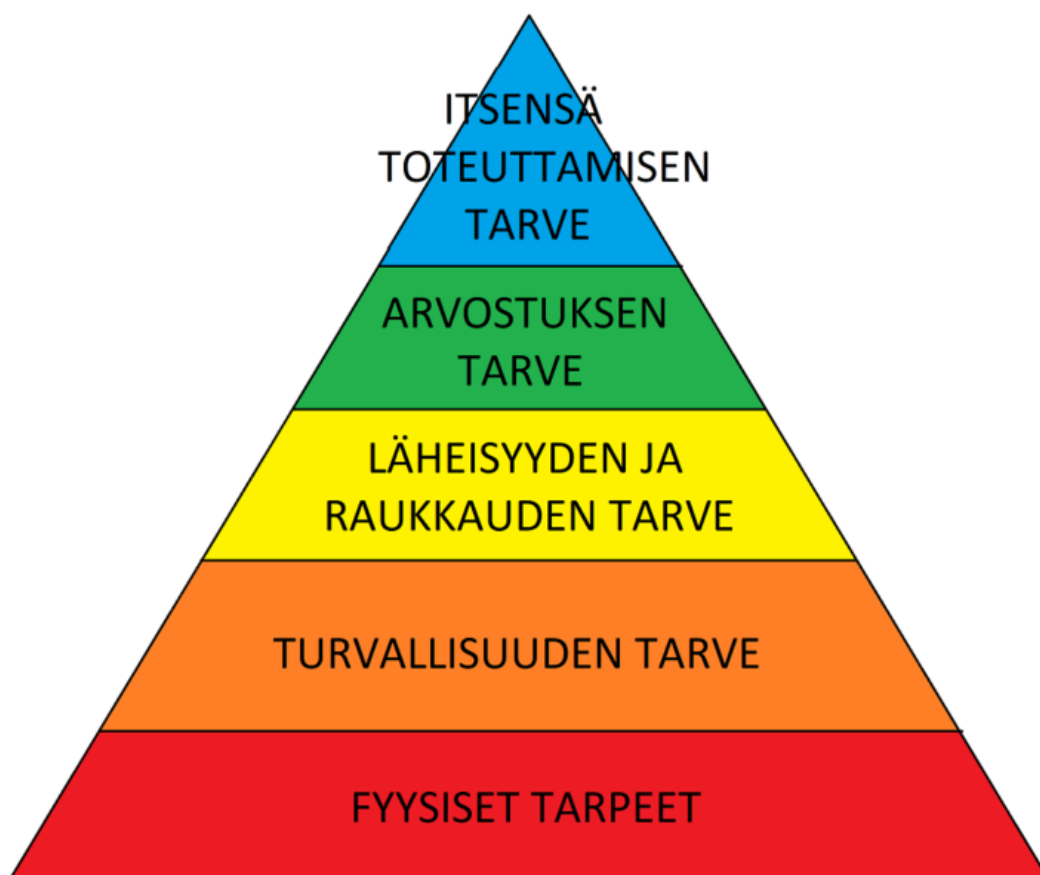 ITSENSÄ
TOTEUTTAMISEN
TARVE
ARVOSTUKSEN
TARVE
LÄHEISYYDEN JA
RAUKKAUDEN TARVE
TURVALLISUUDEN TARVE
FYYSISET TARPEET